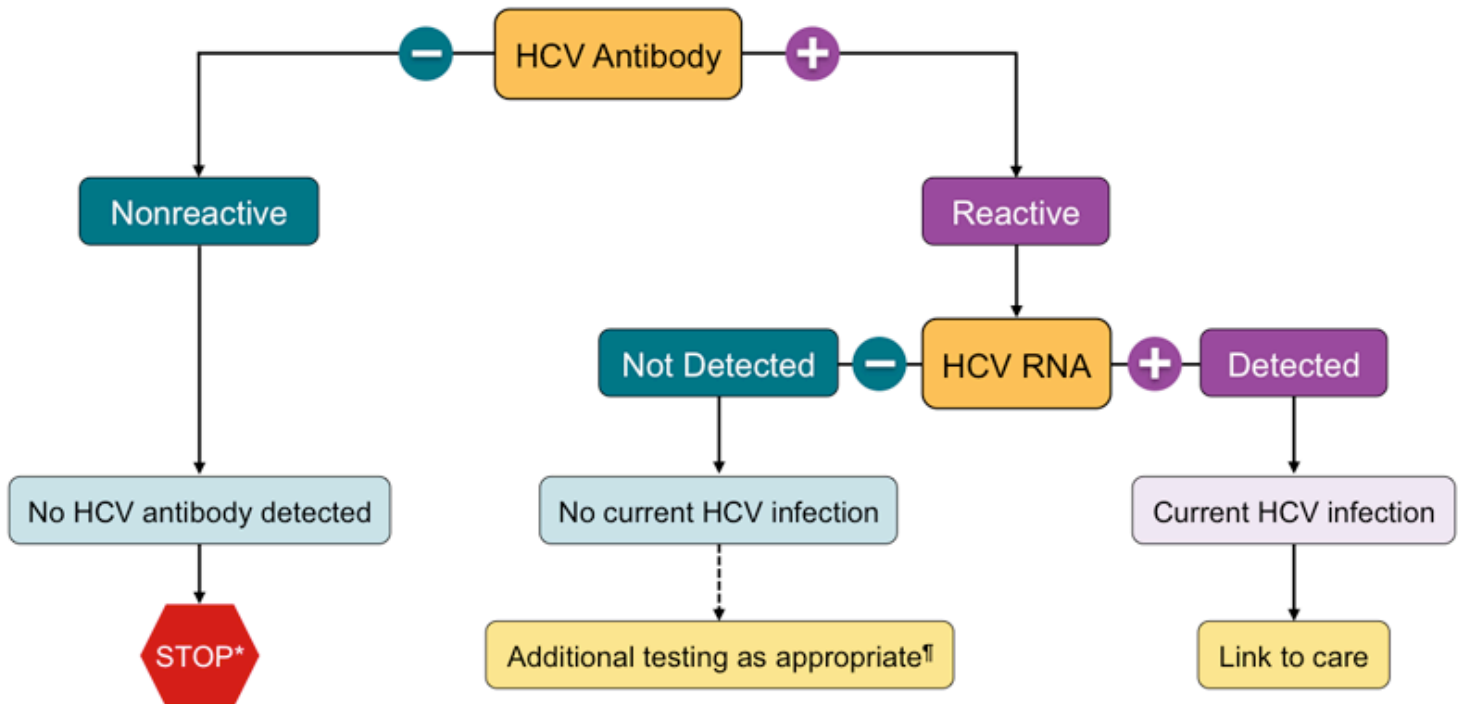 HCV Antibody
Nonreactive
Reactive
Not Detected
HCV RNA
Detected
No HCV antibody detected
No current HCV infection
Current HCV infection
STOP*
Additional testing as appropriate¶
Link to care